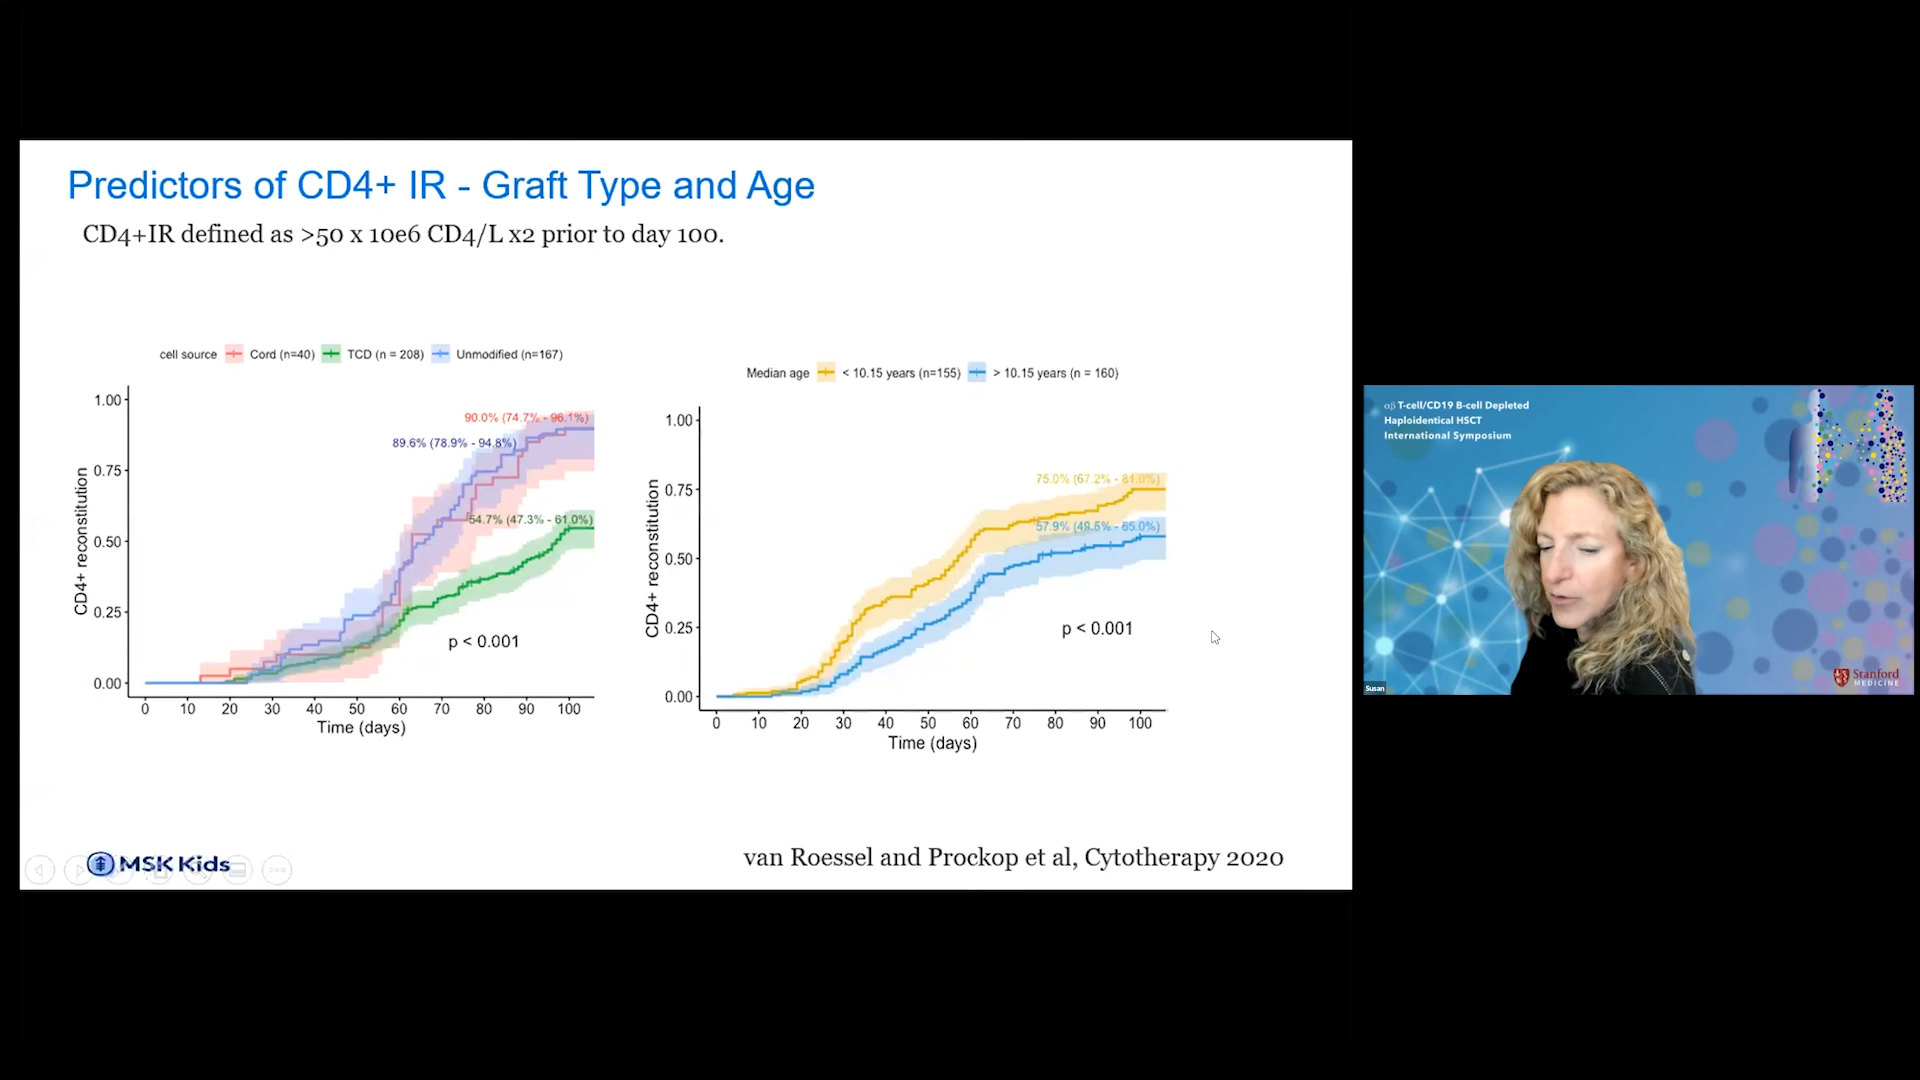 Predictors of CD4+ IR - Graft Type and Age
CD4+IR defined as >50 x 10e6 CD4/L x2 prior to day 100.
cell source Cord (n=40) TCD (n = 208) Unmodified (n=167)
1.00
0.75
0.50
0.25
0.00
CD4+ reconstitution
90.0% (74.7% - 96.1%)
89.6% (78.9% - 94.8%)
54.7% (47.3% - 61.0%)
p < 0.001
0 10 20 30 40 50 60 70 80 90 100
Time (days)
Median age < 10.15 years (n=155) > 10.15 years (n = 160)
1.00
0.75
0.50
0.25
0.00
CD4+ reconstitution
75.0% (67.2% - 81.0%)
57.9% (49.5% - 65.0%)
p < 0.001
0 10 20 30 40 50 60 70 80 90 100
Time (days)
MSK Kids
van Roessel and Prockop et al, Cytotherapy 2020
αβ T-cell/CD19 B-cell Depleted
Haploidentical HSCT
International Symposium
Stanford
MEDICINE
Susan